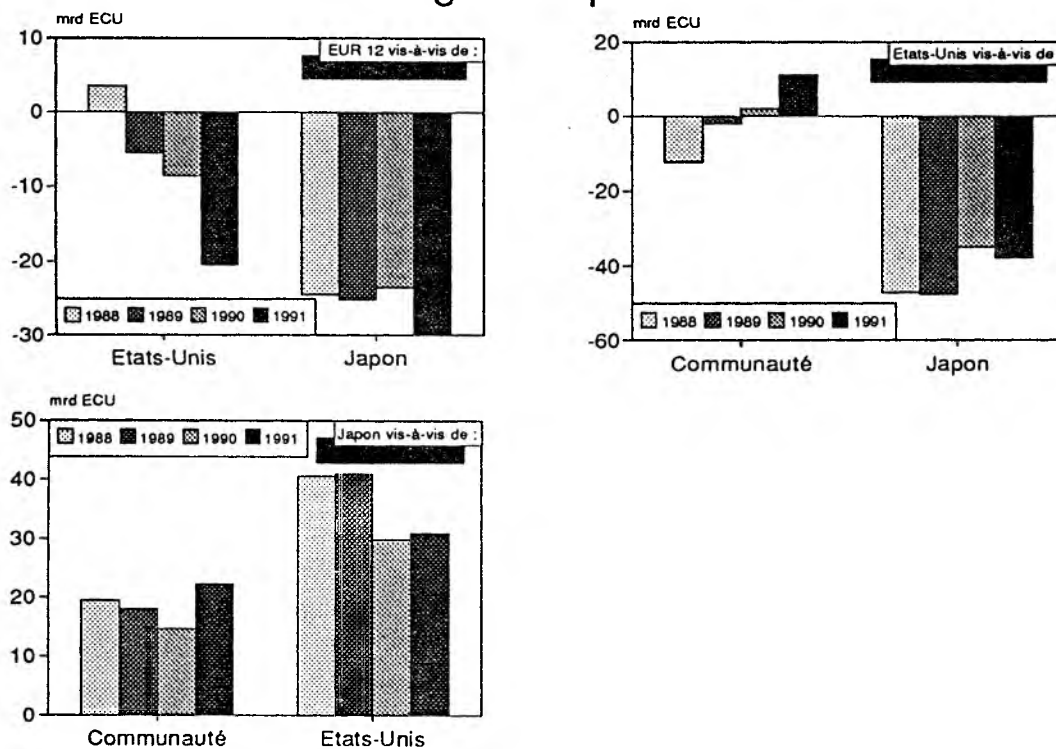 mrd ECU
10
0
-10
-20
-30
EUR 12 vis-à-vis de :
1988 1989 1990 1991
Etats-Unis Japon
mrd ECU
20
0
-20
-40
-60
Etats-Unis vis-à-vis de
1988 1989 1990 1991
Communauté Japon
mrd ECU
50
40
30
20
10
0
1988 1989 1990 1991
Japon vis-à-vis de :
Communauté Etats-Unis